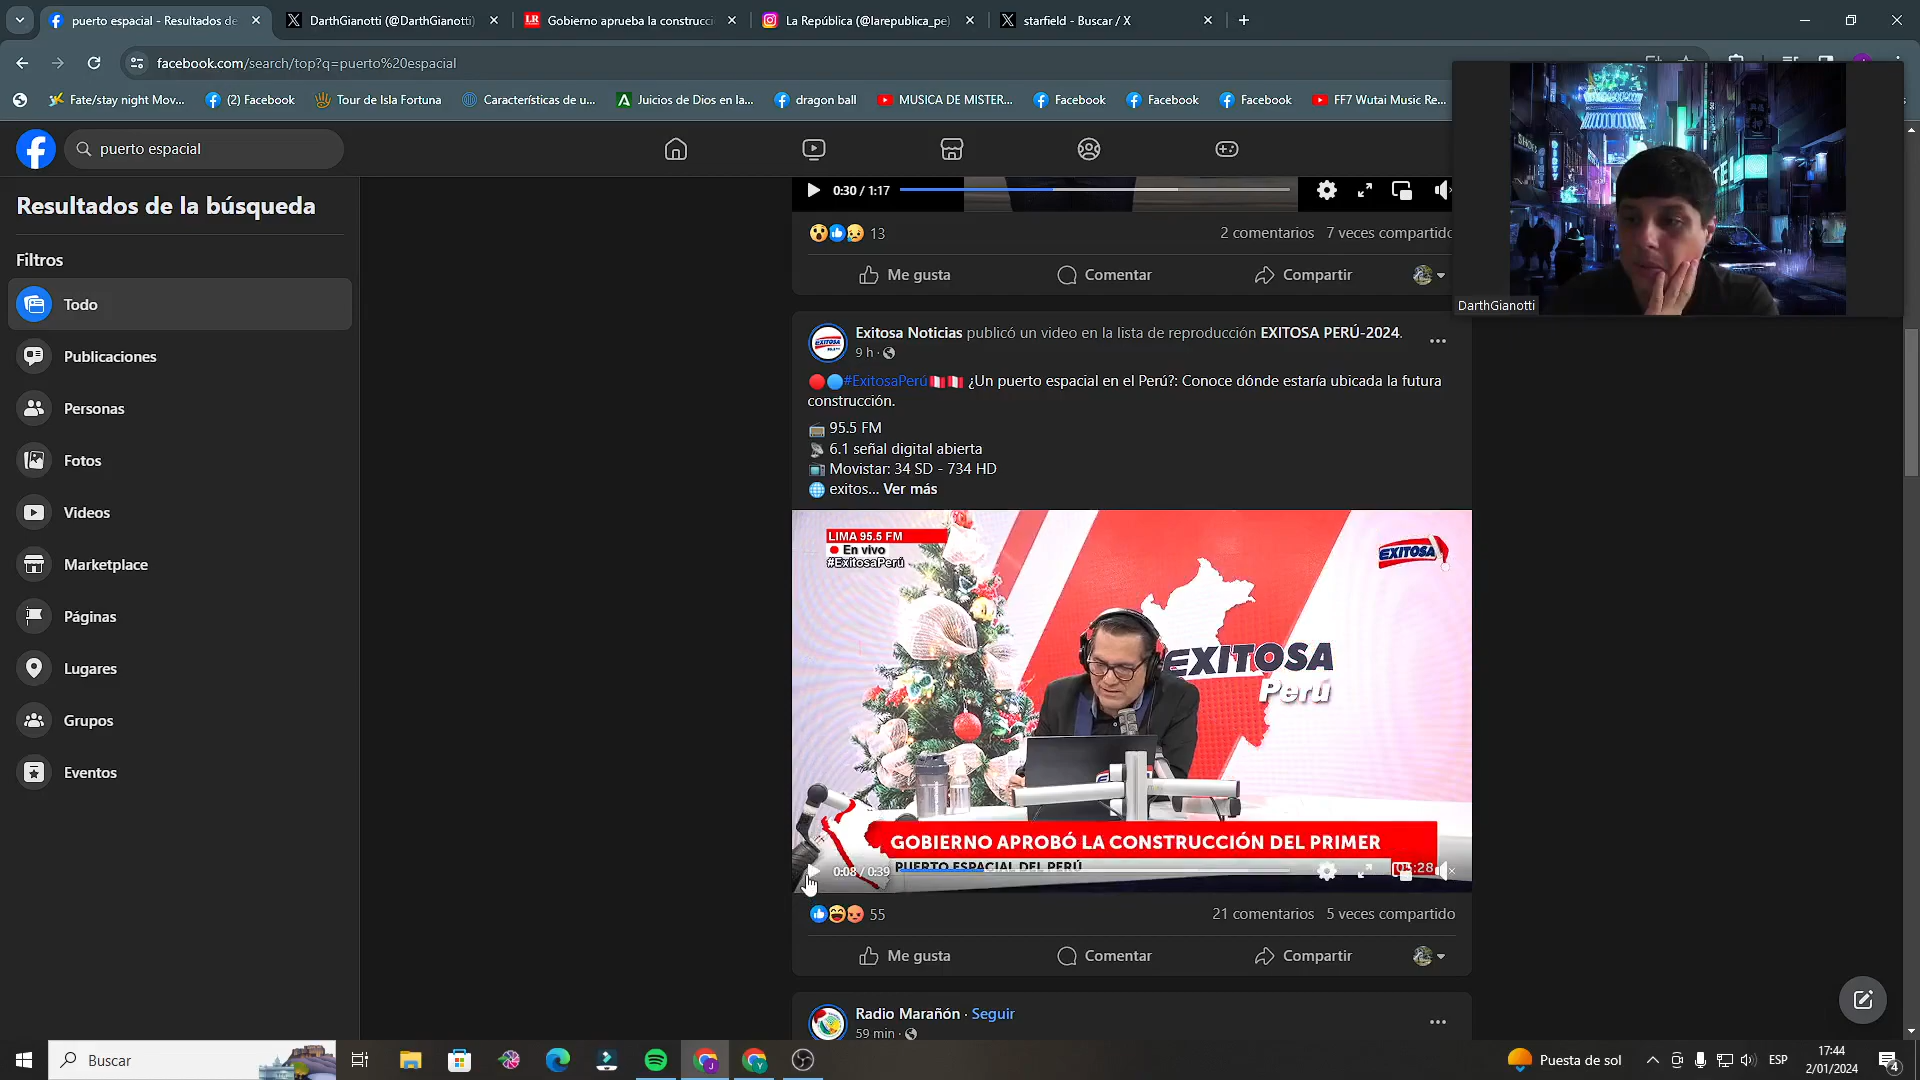 puerto espacial - Resultados de
DarthGianotti (@DarthGianotti)
LR Gobierno aprueba la construcci
La República (@larepublica_pe)
starfield - Buscar / X
facebook.com/search/top?q=puerto%20espacial
Fate/stay night Mov...
(2) Facebook
Tour de Isla Fortuna
Características de u...
Juicios de Dios en la...
dragon ball
MUSICA DE MISTER...
Facebook
Facebook
Facebook
FF7 Wutai Music Re...
puerto espacial
Resultados de la búsqueda
Filtros
Todo
Publicaciones
Personas
Fotos
Videos
Marketplace
Páginas
Lugares
Grupos
Eventos
0:30 / 1:17
13
2 comentarios 7 veces compartido
Me gusta
Comentar
Compartir
DarthGianotti
Exitosa Noticias publicó un video en la lista de reproducción EXITOSA PERÚ-2024.
9 h ·
#ExitosaPerú ¿Un puerto espacial en el Perú?: Conoce dónde estaría ubicada la futura
construcción.
95.5 FM
6.1 señal digital abierta
Movistar: 34 SD - 734 HD
exitos... Ver más
LIMA 95.5 FM
En vivo
#ExitosaPerú
EXITOSA
EXITOSA
Perú
GOBIERNO APROBÓ LA CONSTRUCCIÓN DEL PRIMER
PUERTO ESPACIAL DEL PERÚ
0:08 / 0:39
55
21 comentarios 5 veces compartido
Me gusta
Comentar
Compartir
Radio Marañón · Seguir
59 min ·
Buscar
Puesta de sol
ESP
17:44
2/01/2024
4